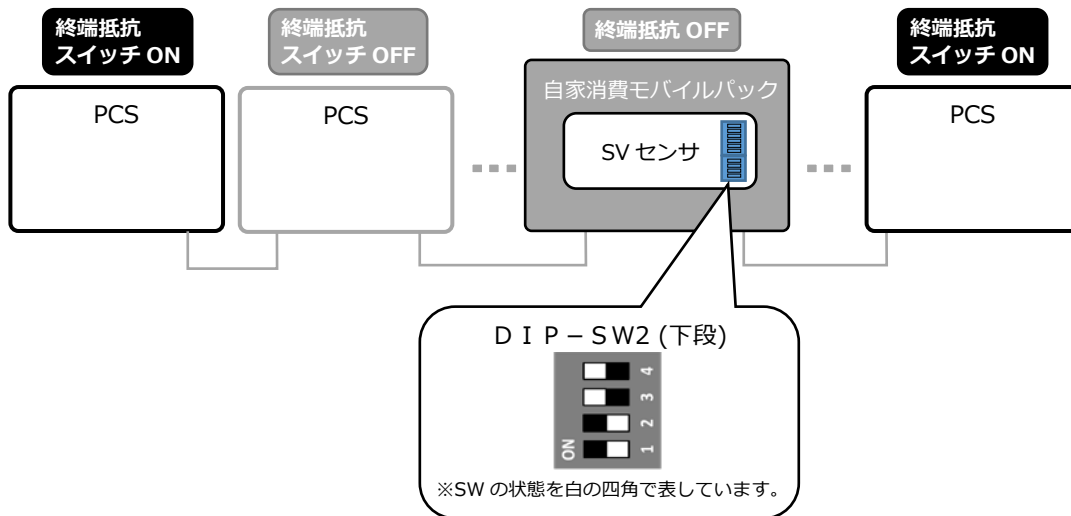 終端抵抗
スイッチ ON
終端抵抗
スイッチ OFF
終端抵抗 OFF
終端抵抗
スイッチ ON
PCS
PCS
自家消費モバイルパック
SV センサ
PCS
ＤＩＰ－ＳＷ2 (下段)
4
3
2
1
ON
※SW の状態を白の四角で表しています。